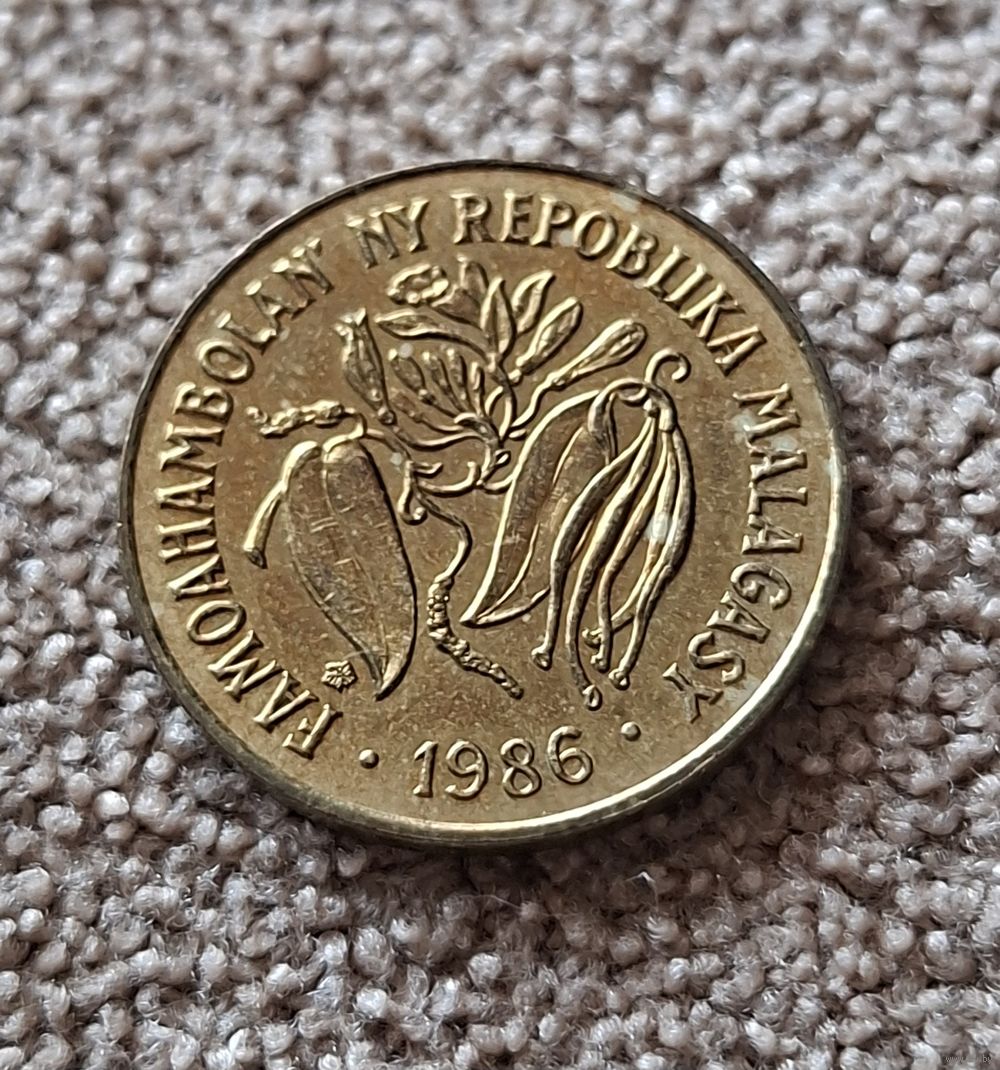 FAMOAHAMBOLAN' NY REPOBLIKA MALAGASY
· 1986 ·